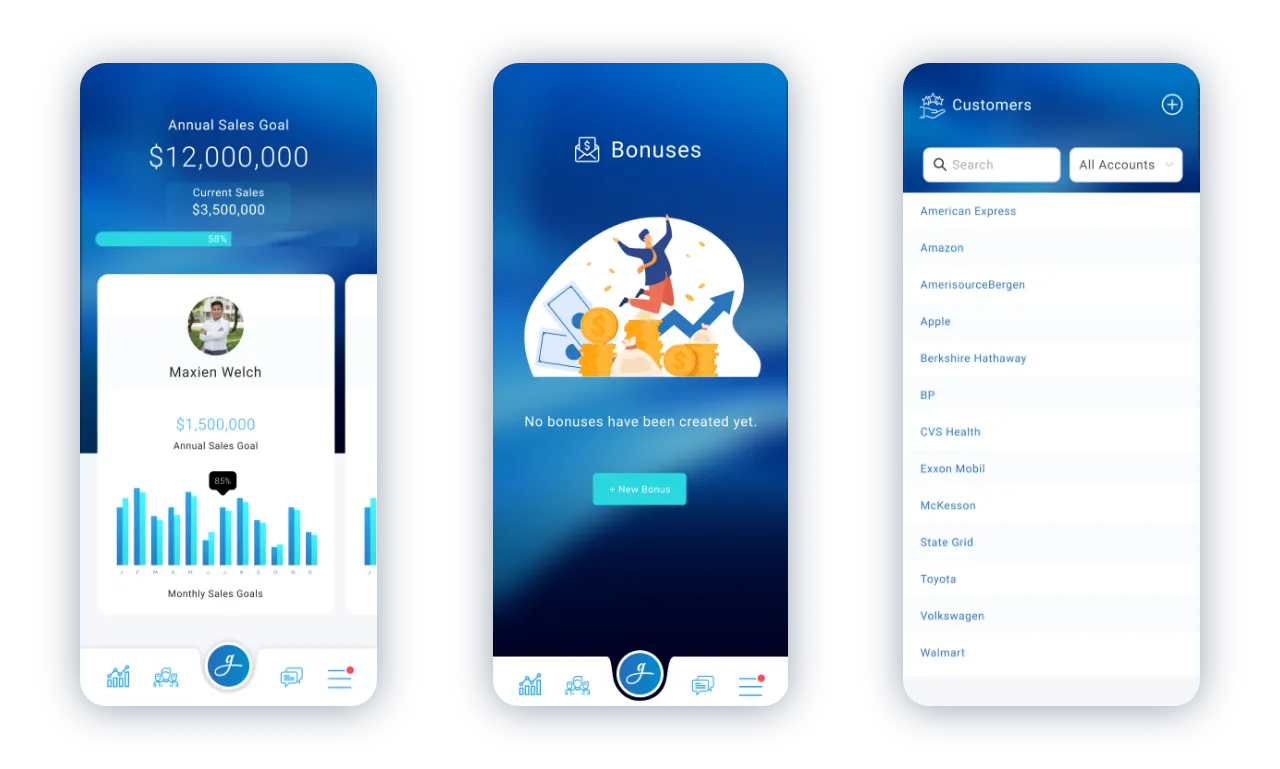 Annual Sales Goal
$12,000,000
Current Sales
$3,500,000
58%
Maxien Welch
$1,500,000
Annual Sales Goal
85%
J F M A M J J A S O N D
J
Monthly Sales Goals
g
Bonuses
$
$
$
No bonuses have been created yet.
+ New Bonus
g
Customers
Search
All Accounts
American Express
Amazon
AmerisourceBergen
Apple
Berkshire Hathaway
BP
CVS Health
Exxon Mobil
McKesson
State Grid
Toyota
Volkswagen
Walmart